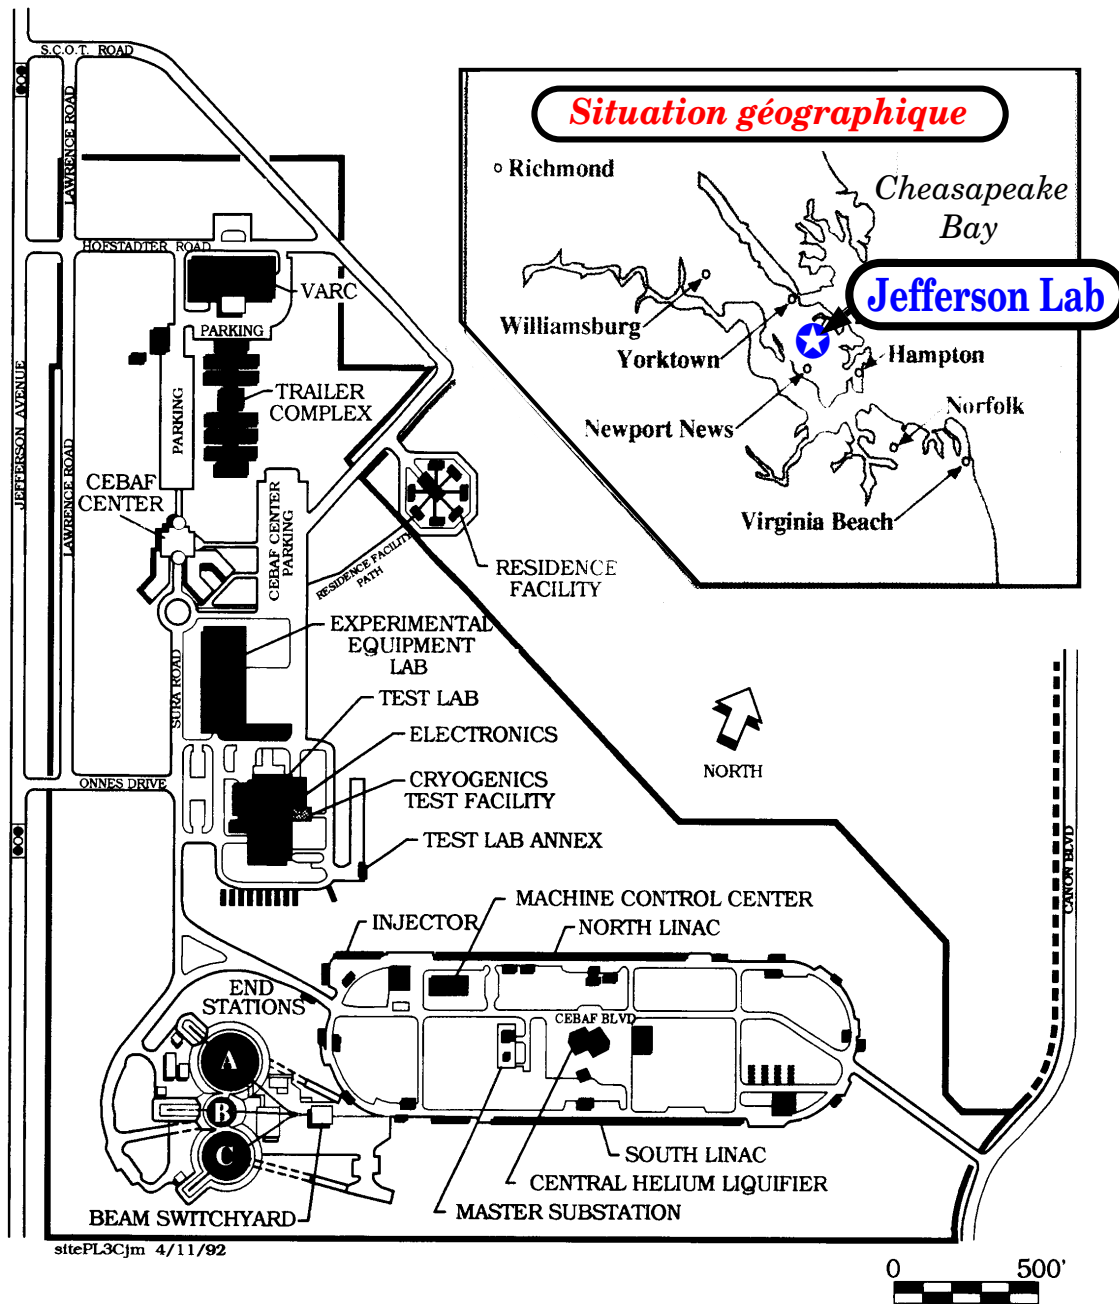 S.C.O.T. ROAD
LAWRENCE ROAD
HOFSTADTER ROAD
VARC
PARKING
TRAILER
COMPLEX
PARKING
JEFFERSON AVENUE
LAWRENCE ROAD
CEBAF
CENTER
CEBAF CENTER
PARKING
RESIDENCE FACILITY
PATH
RESIDENCE
FACILITY
EXPERIMENTAL
EQUIPMENT
LAB
SURA ROAD
TEST LAB
ELECTRONICS
CRYOGENICS
TEST FACILITY
ONNES DRIVE
TEST LAB ANNEX
Situation géographique
Richmond
Cheasapeake
Bay
Jefferson Lab
Williamsburg
Yorktown
Hampton
Newport News
Norfolk
Virginia Beach
NORTH
CANON BLVD
MACHINE CONTROL CENTER
INJECTOR
NORTH LINAC
END
STATIONS
CEBAF BLVD
A
B
C
SOUTH LINAC
CENTRAL HELIUM LIQUIFIER
MASTER SUBSTATION
BEAM SWITCHYARD
sitePL3Cjm 4/11/92
0 500'